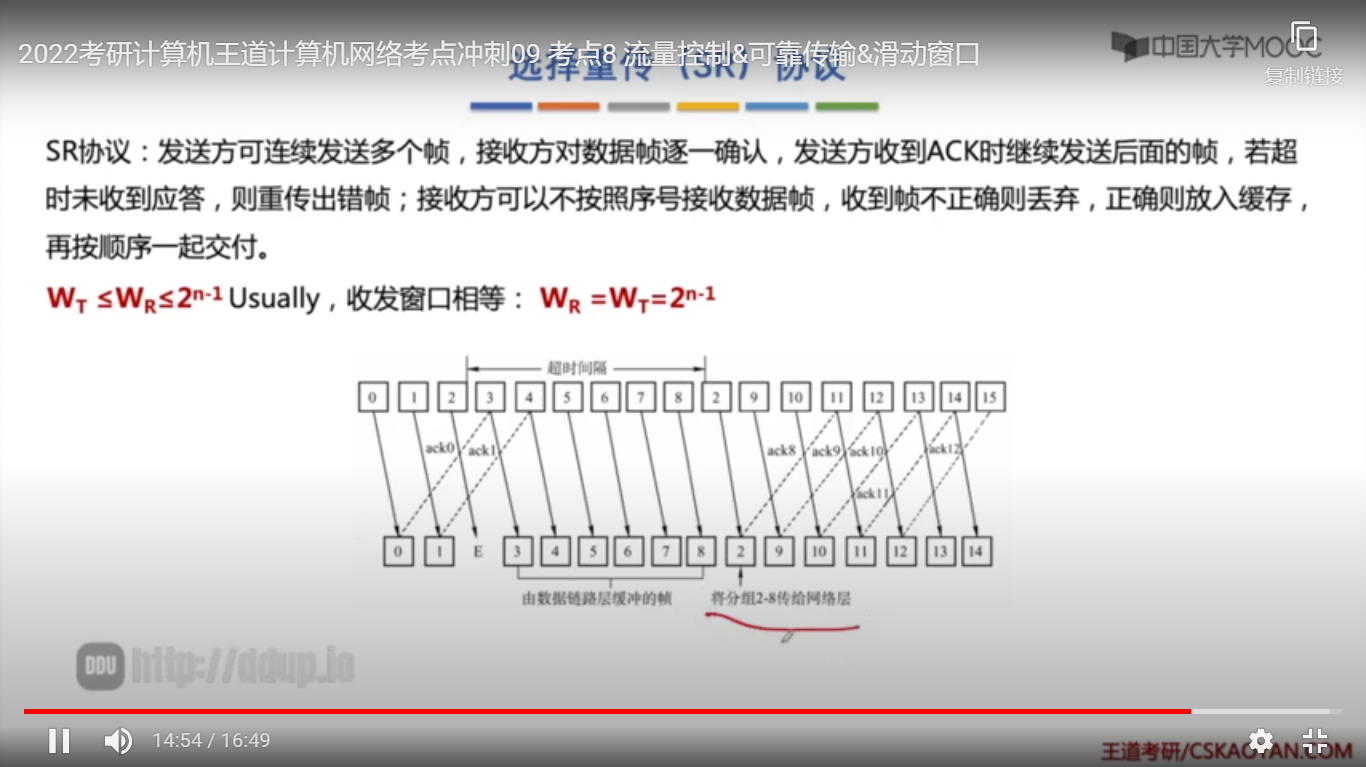 2022考研计算机王道计算机网络考点冲刺09 考点8 流量控制&可靠传输&滑动窗口
选择重传（SR）协议
中国大学MOOC
复制链接
SR协议：发送方可连续发送多个帧，接收方对数据帧逐一确认，发送方收到ACK时继续发送后面的帧，若超
时未收到应答，则重传出错帧；接收方可以不按照序号接收数据帧，收到帧不正确则丢弃，正确则放入缓存，
再按顺序一起交付。
W_T ≤W_R≤2^n-1 Usually，收发窗口相等： W_R =W_T=2^n-1
超时间隔
0 1 2 3 4 5 6 7 8 2 9 10 11 12 13 14 15
ack0 ack1 ack8 ack9 ack10 ack12
ack11
0 1 E 3 4 5 6 7 8 2 9 10 11 12 13 14
由数据链路层缓冲的帧 将分组2-8传给网络层
DDU http://ddup.io
14:54 / 16:49
王道考研/CSKAOYAN.COM